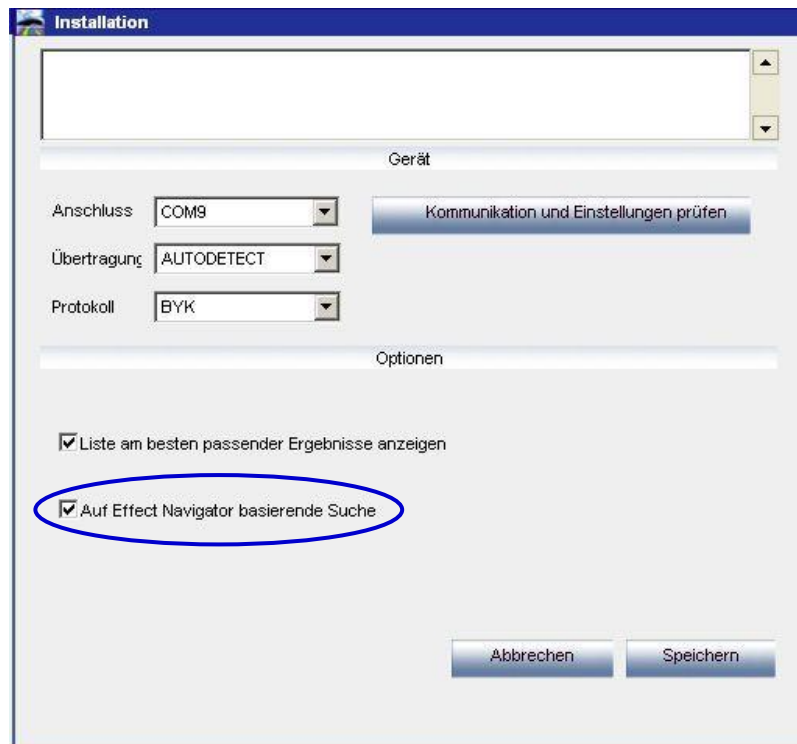 Installation
Gerät
Anschluss COM9 Kommunikation und Einstellungen prüfen
Übertragung AUTODETECT
Protokoll BYK
Optionen
Liste am besten passender Ergebnisse anzeigen
Auf Effect Navigator basierende Suche
Abbrechen Speichern